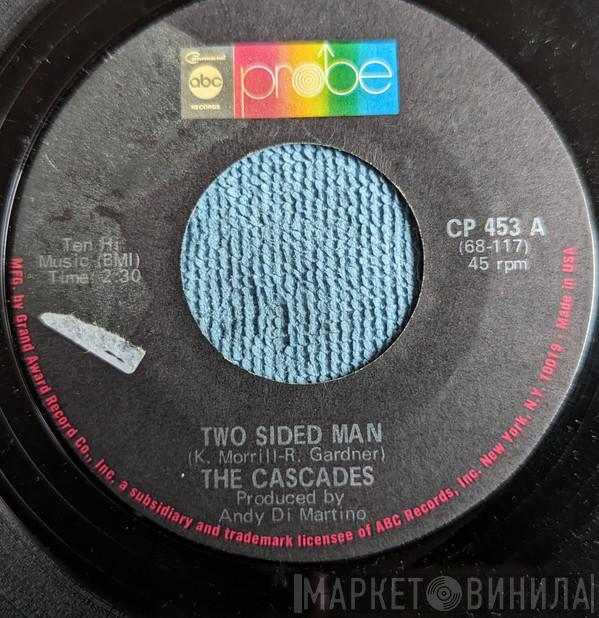 Command
abc
RECORDS
probe
Ten Hi
Music (BMI)
Time 2:30
CP 453 A
(68-117)
45 rpm
TWO SIDED MAN
(K. Morrill-R. Gardner)
THE CASCADES
Produced by
Andy Di Martino
MFG. by Grand Award Record Co., Inc. a subsidiary and trademark licensee of ABC Records, Inc. New York, N.Y. 10019 • Made in USA
МАРКЕТ ВИНИЛА